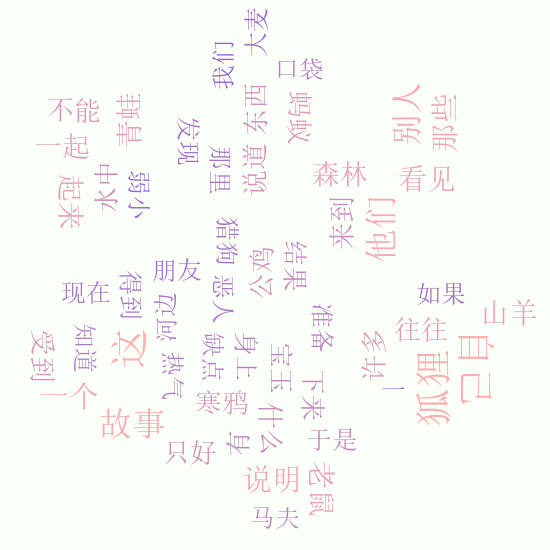 大麦
我们
口袋
东西
蚂蚁
别人
那些
不能
青蛙
一起
发现
那里
说道
森林
看见
起来
水中
弱小
来到
他们
猎狗
公鸡
结果
朋友
现在
得到
边问
恶人
如果
山羊
受到
知道
这
热气
缺点
身上
宝玉
准备
下来
许多
往往
狐狸
自己
一
一个
故事
寒鸦
什么
有
只好
于是
说明
老鼠
马夫